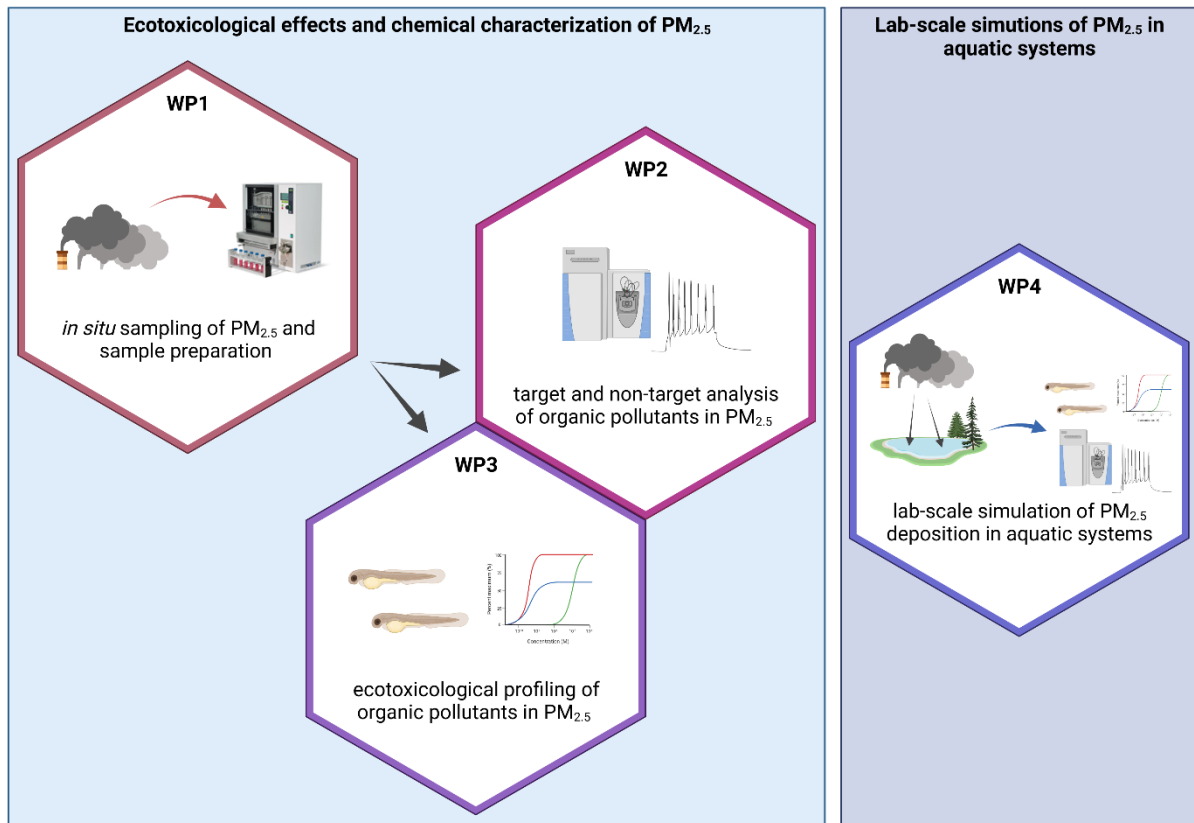 Ecotoxicological effects and chemical characterization of PM2.5
Lab-scale simutions of PM2.5 in
aquatic systems
WP1
in situ sampling of PM2.5 and
sample preparation
WP2
target and non-target analysis
of organic pollutants in PM2.5
WP3
Percent maximum (%)
Concentration [M]
ecotoxicological profiling of
organic pollutants in PM2.5
WP4
lab-scale simulation of PM2.5
deposition in aquatic systems